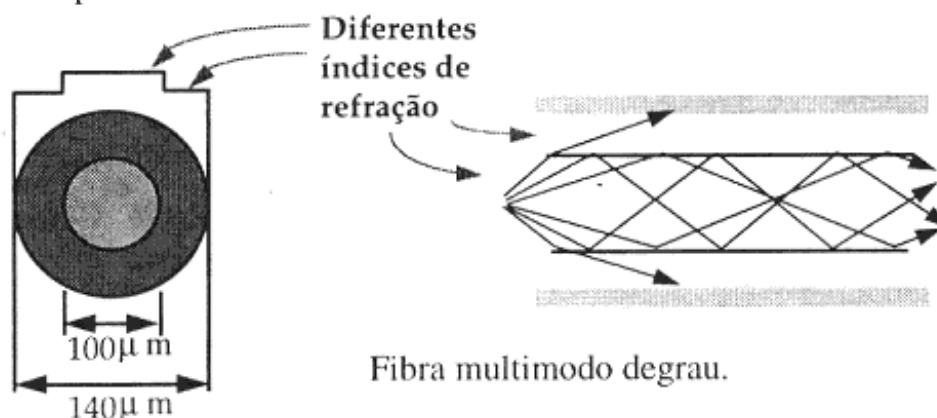 Diferentes
índices de
refração
100µ m
Fibra multimodo degrau.
140µ m